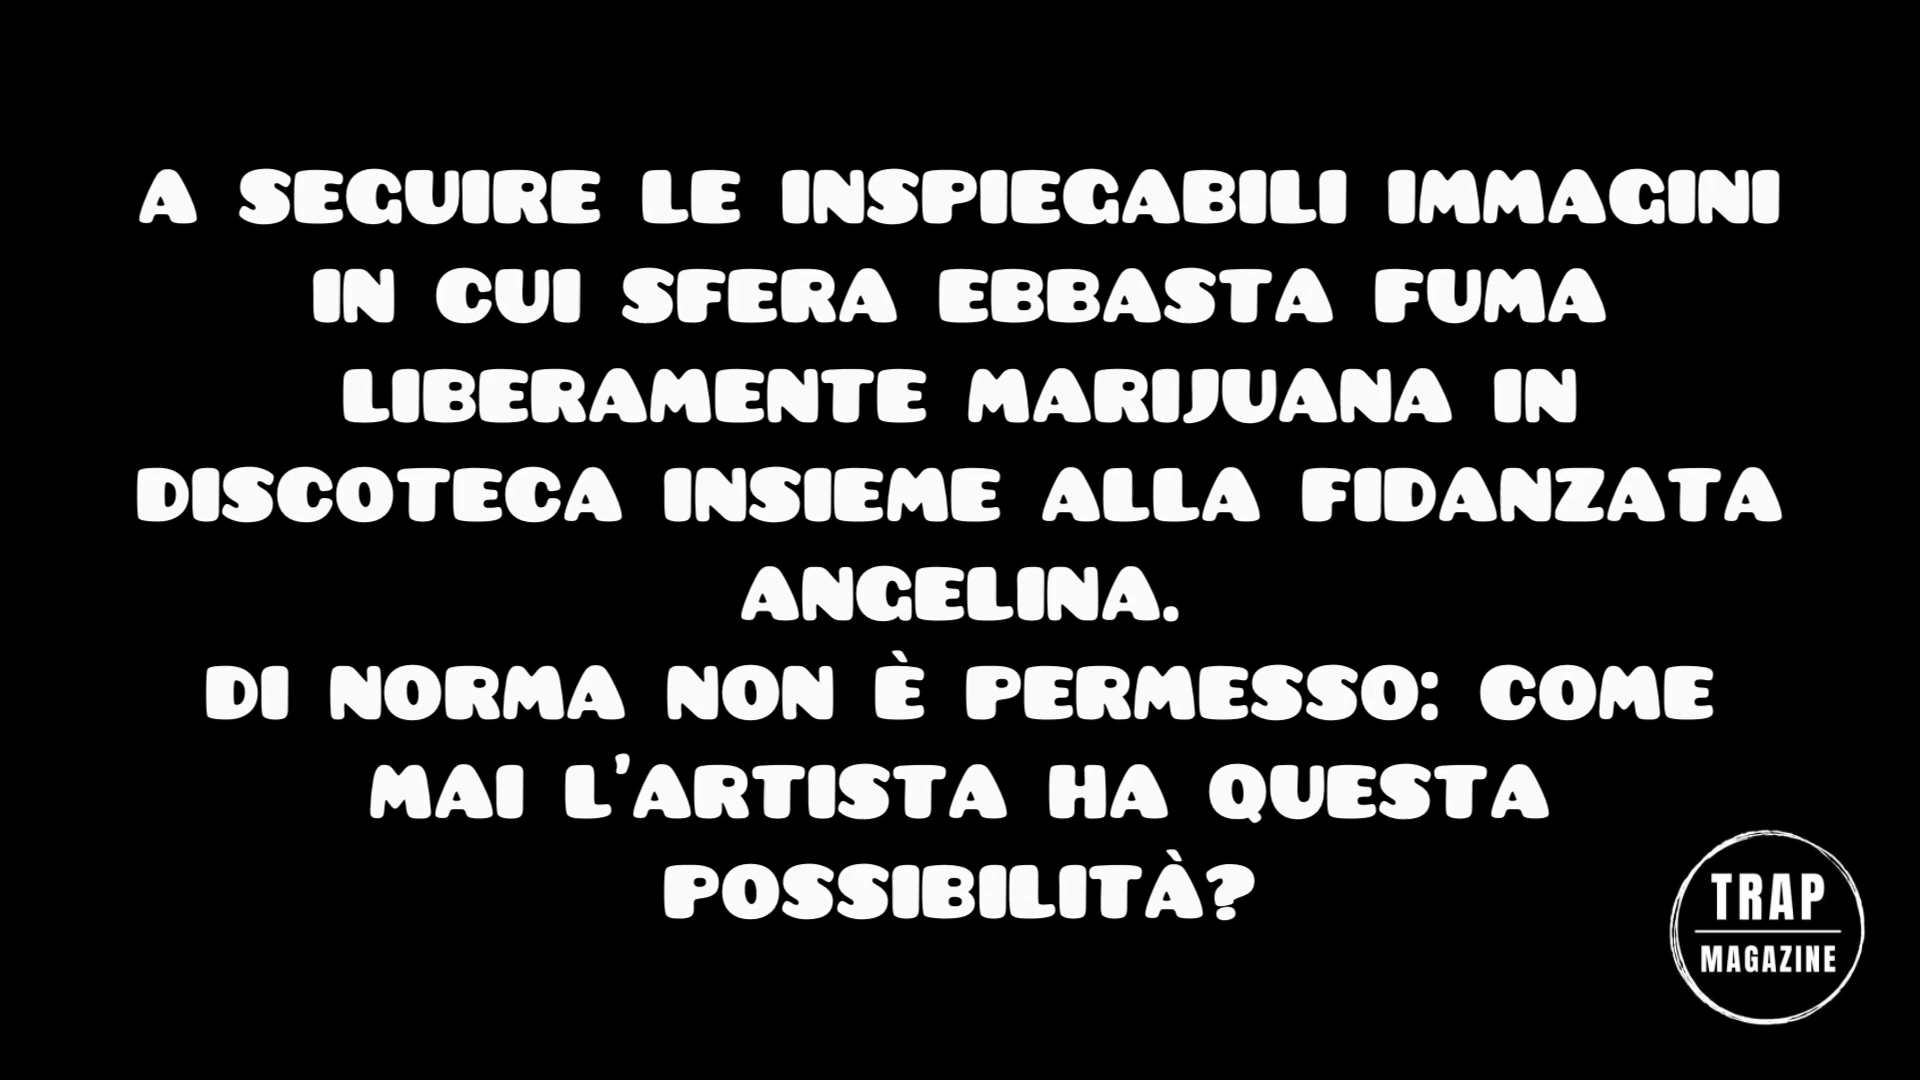 A SEGUIRE LE INSPIEGABILI IMMAGINI
IN CUI SFERA EBBASTA FUMA
LIBERAMENTE MARIJUANA IN
DISCOTECA INSIEME ALLA FIDANZATA
ANGELINA.
DI NORMA NON È PERMESSO: COME
MAI L'ARTISTA HA QUESTA
POSSIBILITÀ?
TRAP
MAGAZINE